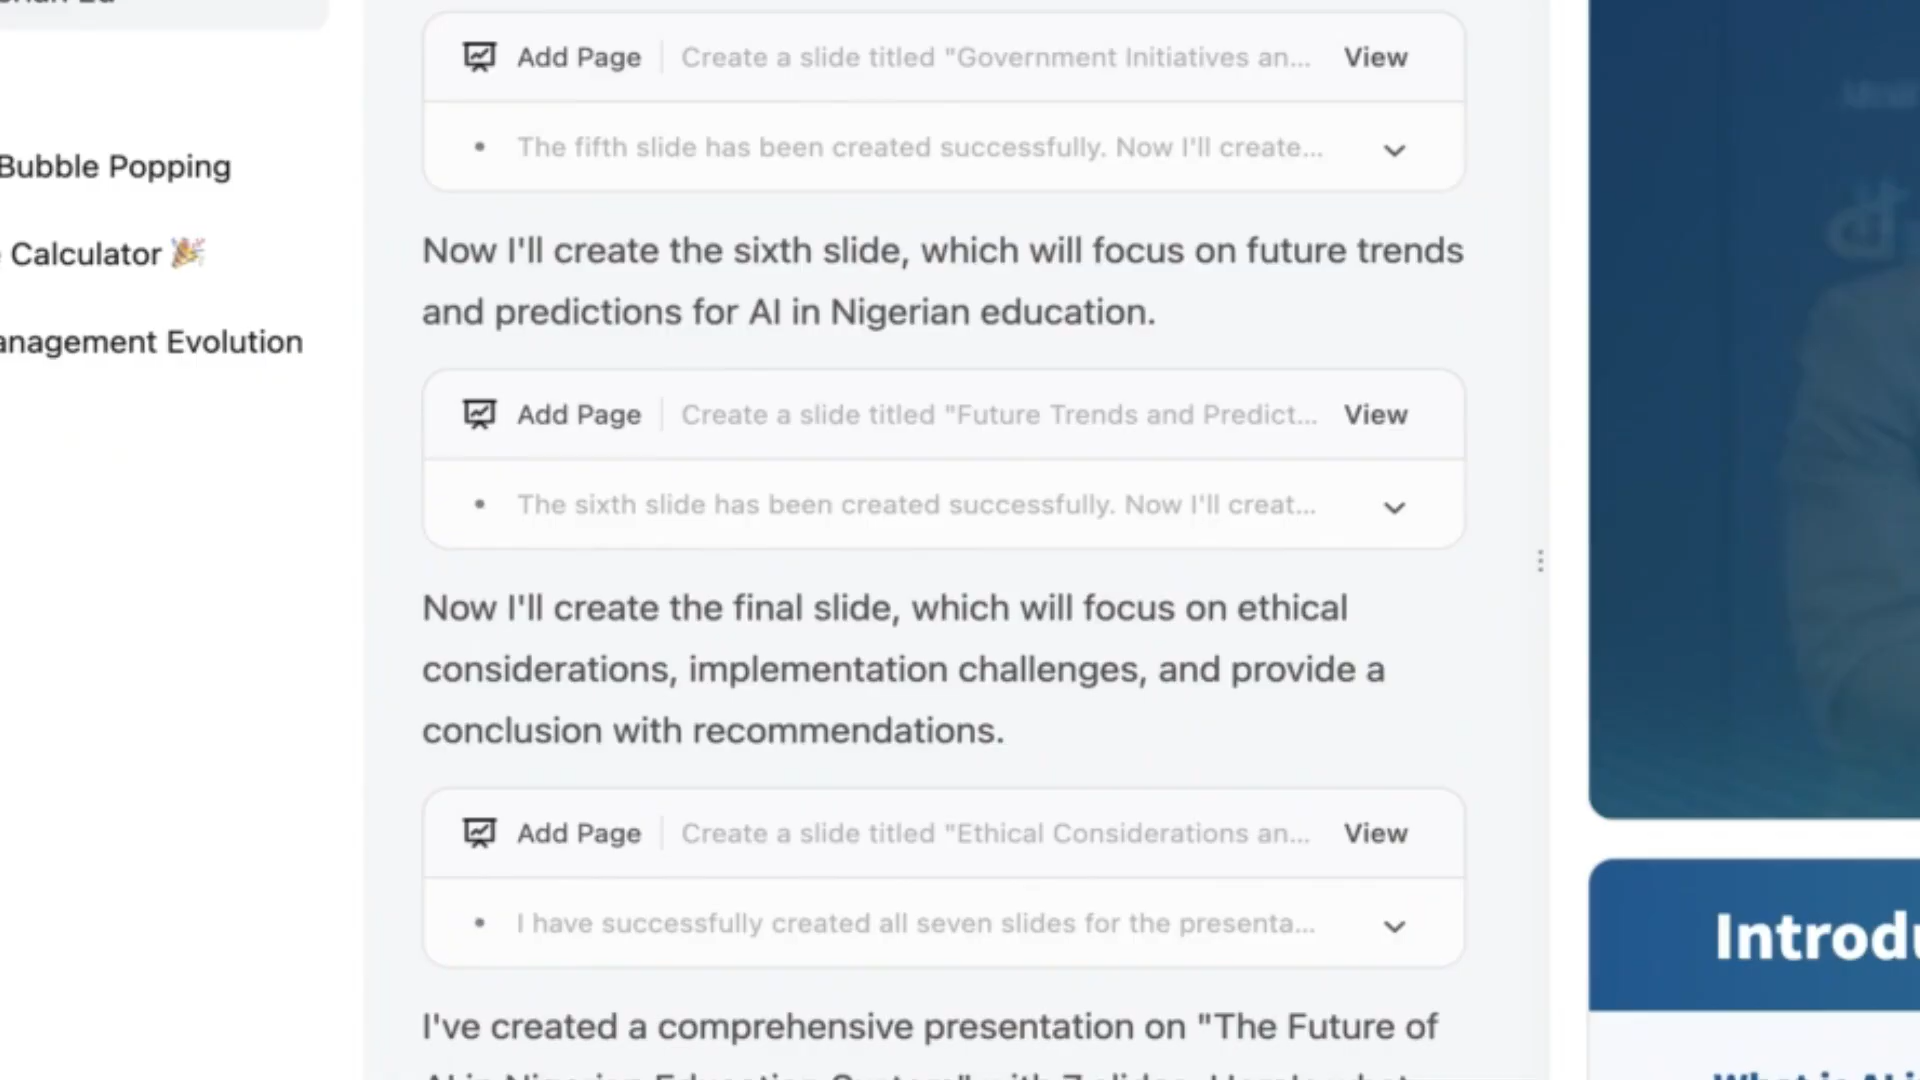 Add Page
Create a slide titled "Government Initiatives an...
View
The fifth slide has been created successfully. Now I'll create...
Bubble Popping
Calculator 🎉
Now I'll create the sixth slide, which will focus on future trends
and predictions for AI in Nigerian education.
anagement Evolution
Add Page
Create a slide titled "Future Trends and Predict...
View
The sixth slide has been created successfully. Now I'll creat...
Now I'll create the final slide, which will focus on ethical
considerations, implementation challenges, and provide a
conclusion with recommendations.
Add Page
Create a slide titled "Ethical Considerations an...
View
I have successfully created all seven slides for the presenta...
Introdu
I've created a comprehensive presentation on "The Future of